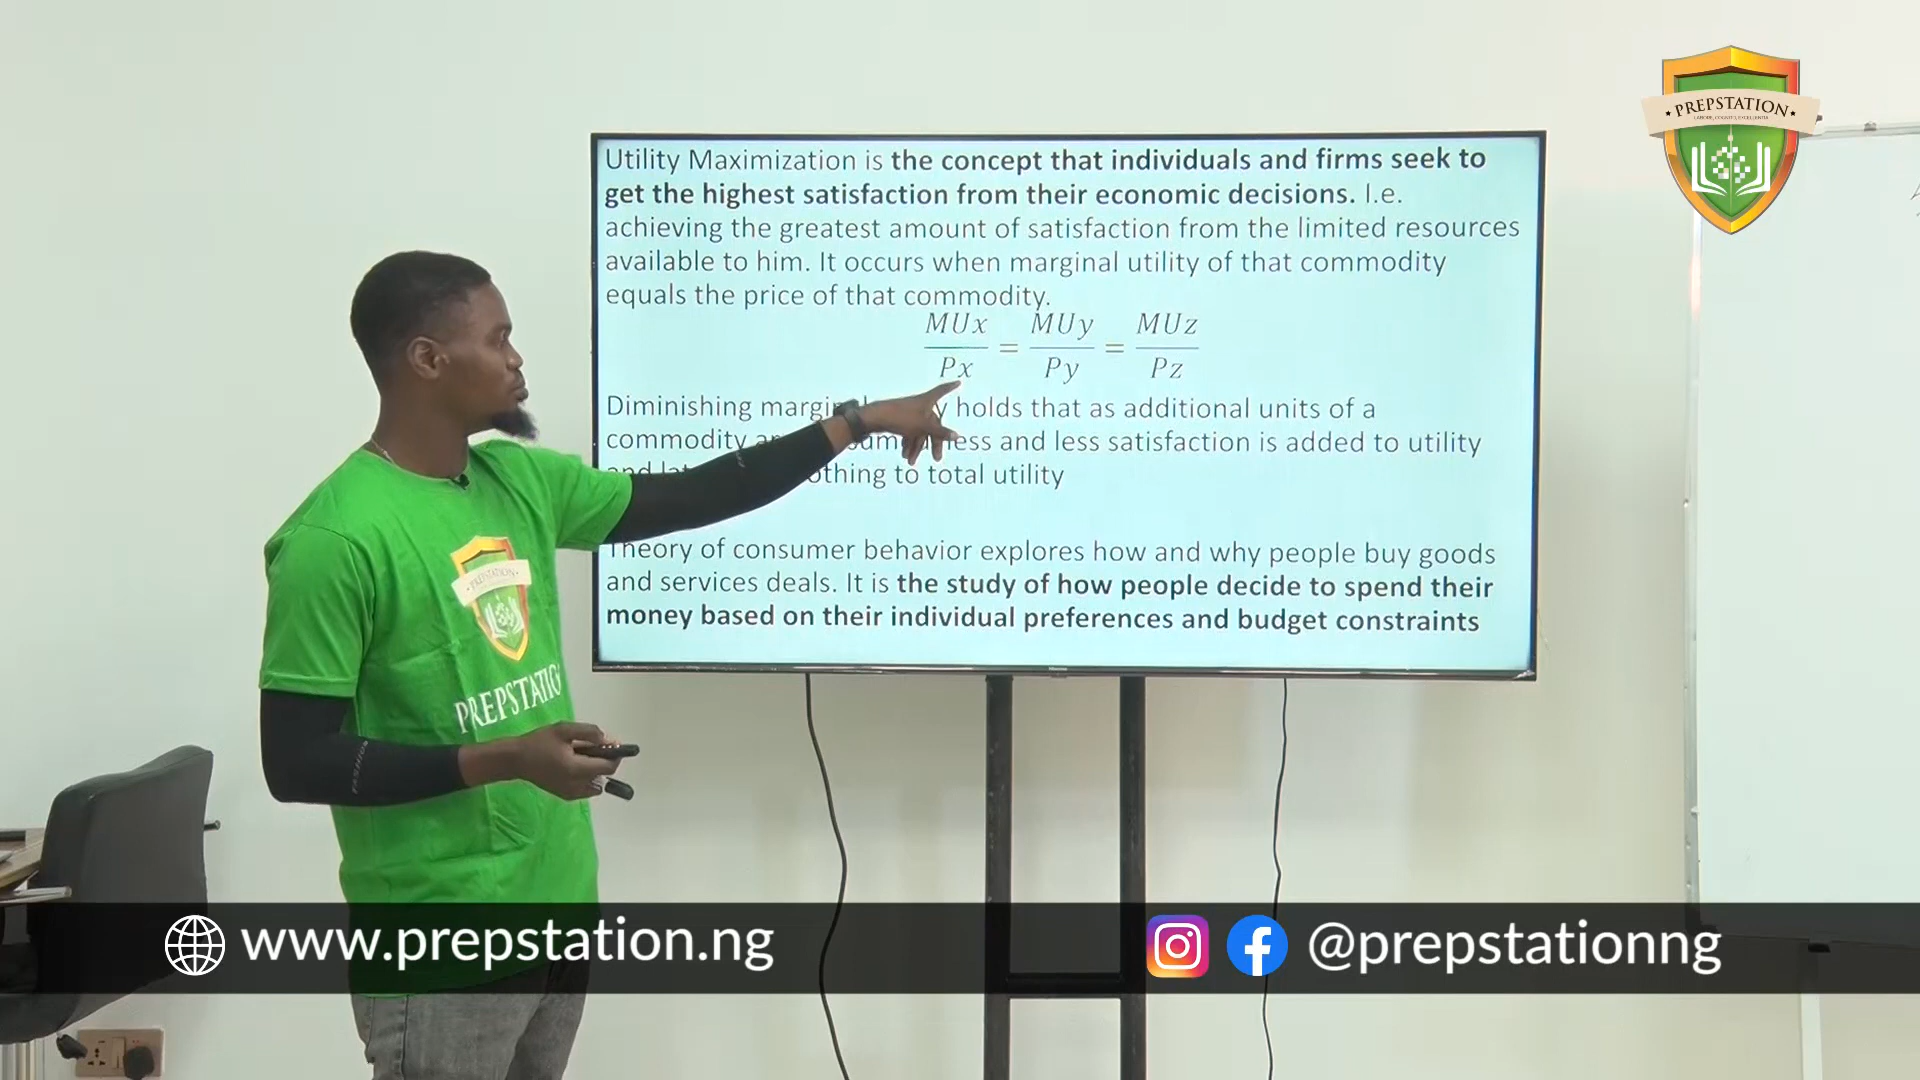 PREPSTATION
Utility Maximization is the concept that individuals and firms seek to
get the highest satisfaction from their economic decisions. I.e.
achieving the greatest amount of satisfaction from the limited resources
available to him. It occurs when marginal utility of that commodity
equals the price of that commodity.
MUx/Px = MUy/Py = MUz/Pz
Diminishing holds that as additional units of a
commodity less and less satisfaction is added to utility
and to total utility
Theory of consumer behavior explores how and why people buy goods
and services deals. It is the study of how people decide to spend their
money based on their individual preferences and budget constraints
PREPSTATION
PREPSTATIO
FASHION
www.prepstation.ng
@prepstationng